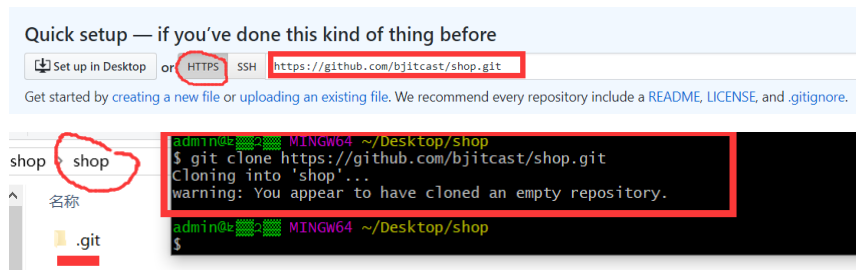 Quick setup — if you’ve done this kind of thing before
Set up in Desktop or HTTPS SSH https://github.com/bjitcast/shop.git
Get started by creating a new file or uploading an existing file. We recommend every repository include a README, LICENSE, and .gitignore.
shop › shop
名称
.git
MINGW64 ~/Desktop/shop
$ git clone https://github.com/bjitcast/shop.git
Cloning into 'shop'...
warning: You appear to have cloned an empty repository.
MINGW64 ~/Desktop/shop
$